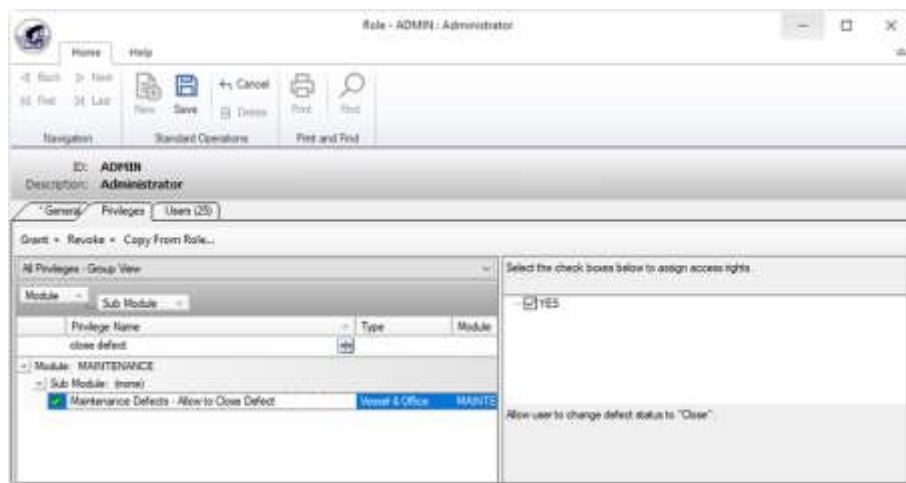 Role - ADMIN : Administrator
Home Help
Back Next
First Last
New Save Cancel Delete Print Find
Navigation Standard Operations Print and Find
ID: ADMIN
Description: Administrator
* General Privileges Users (25)
Grant Revoke Copy From Role...
All Privileges - Group View
Select the check boxes below to assign access rights
Module
Sub Module
YES
Privilege Name Type Module
close defect
Module: MAINTENANCE
Sub Module: (none)
Maintenance Defects - Allow to Close Defect Vessel & Office MAINTE
Allow user to change defect status to "Close".